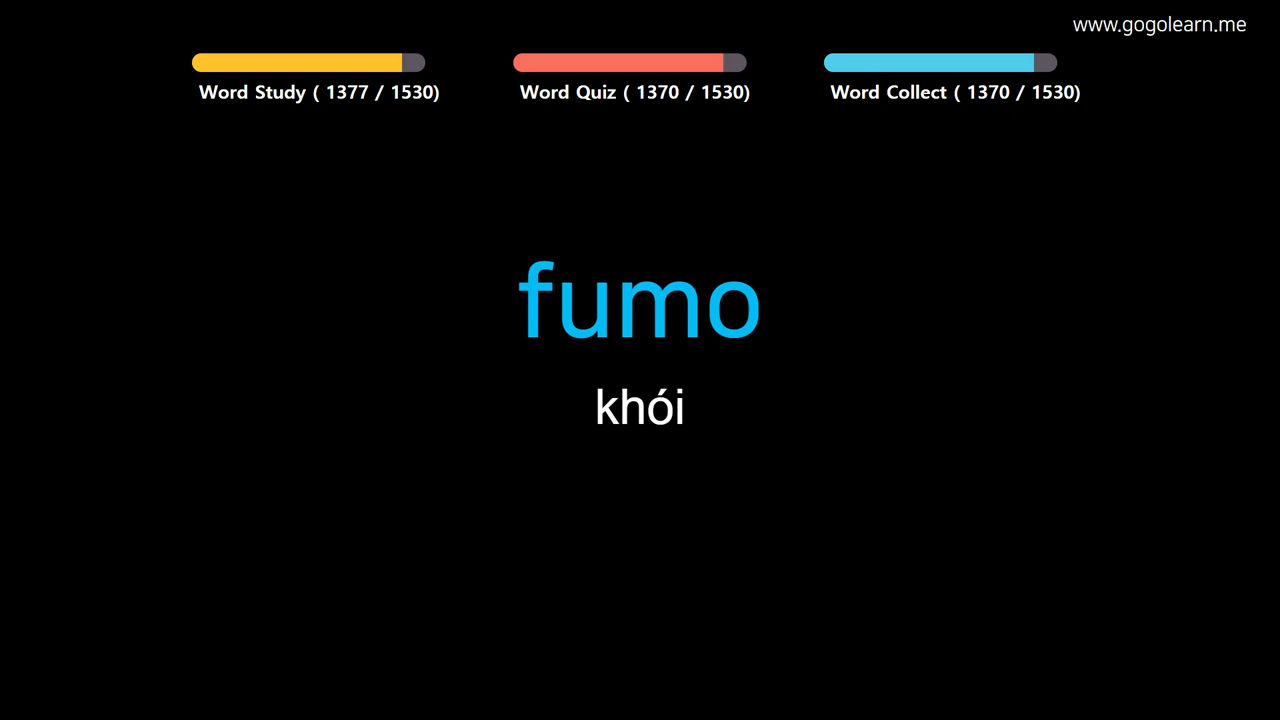 www.gogolearn.me
Word Study ( 1377 / 1530)
Word Quiz ( 1370 / 1530)
Word Collect ( 1370 / 1530)
fumo
khói